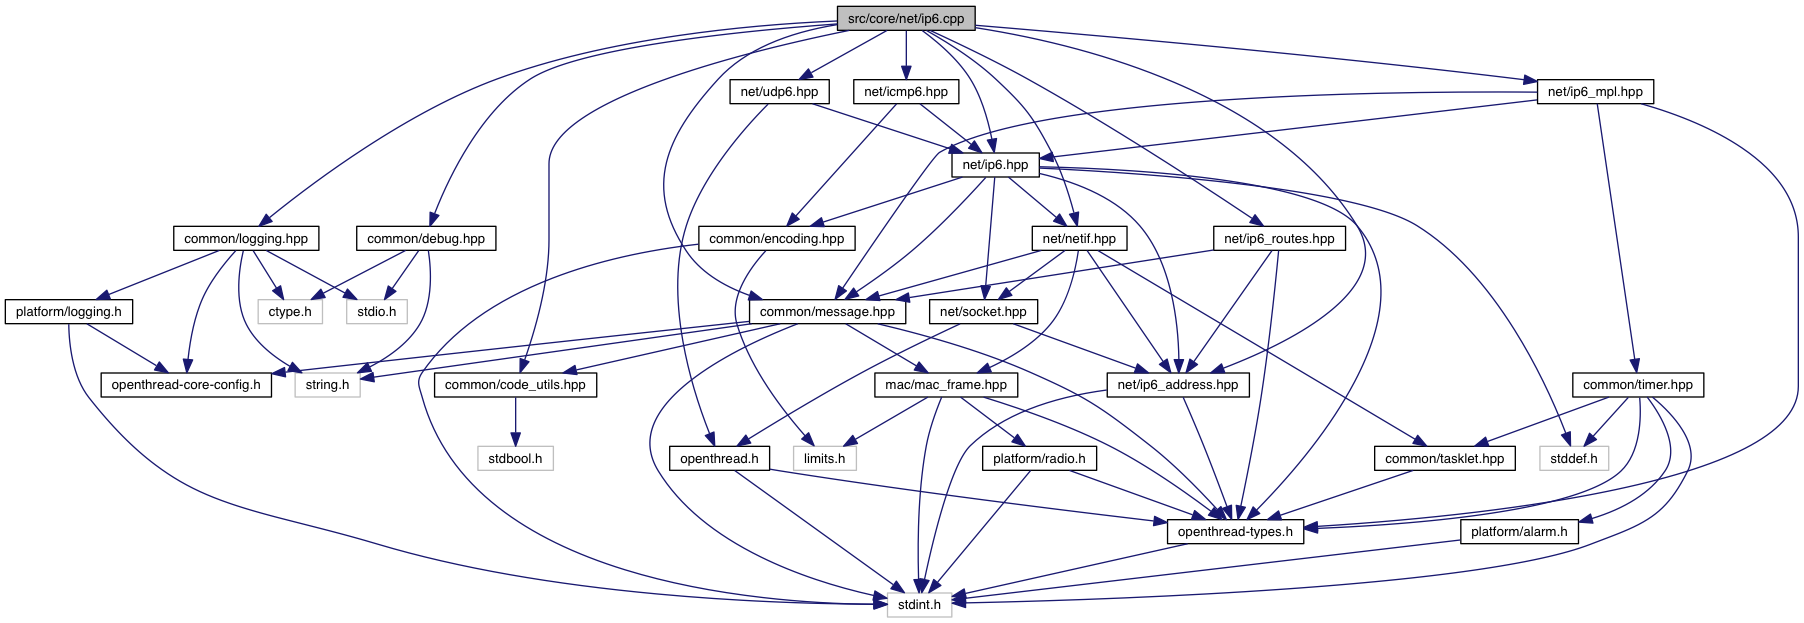 src/core/net/ip6.cpp
net/udp6.hpp
net/icmp6.hpp
net/ip6_mpl.hpp
net/ip6.hpp
common/logging.hpp
common/debug.hpp
common/encoding.hpp
net/netif.hpp
net/ip6_routes.hpp
platform/logging.h
ctype.h
stdio.h
common/message.hpp
net/socket.hpp
openthread-core-config.h
string.h
common/code_utils.hpp
mac/mac_frame.hpp
net/ip6_address.hpp
common/timer.hpp
stdbool.h
openthread.h
limits.h
platform/radio.h
common/tasklet.hpp
stddef.h
openthread-types.h
platform/alarm.h
stdint.h